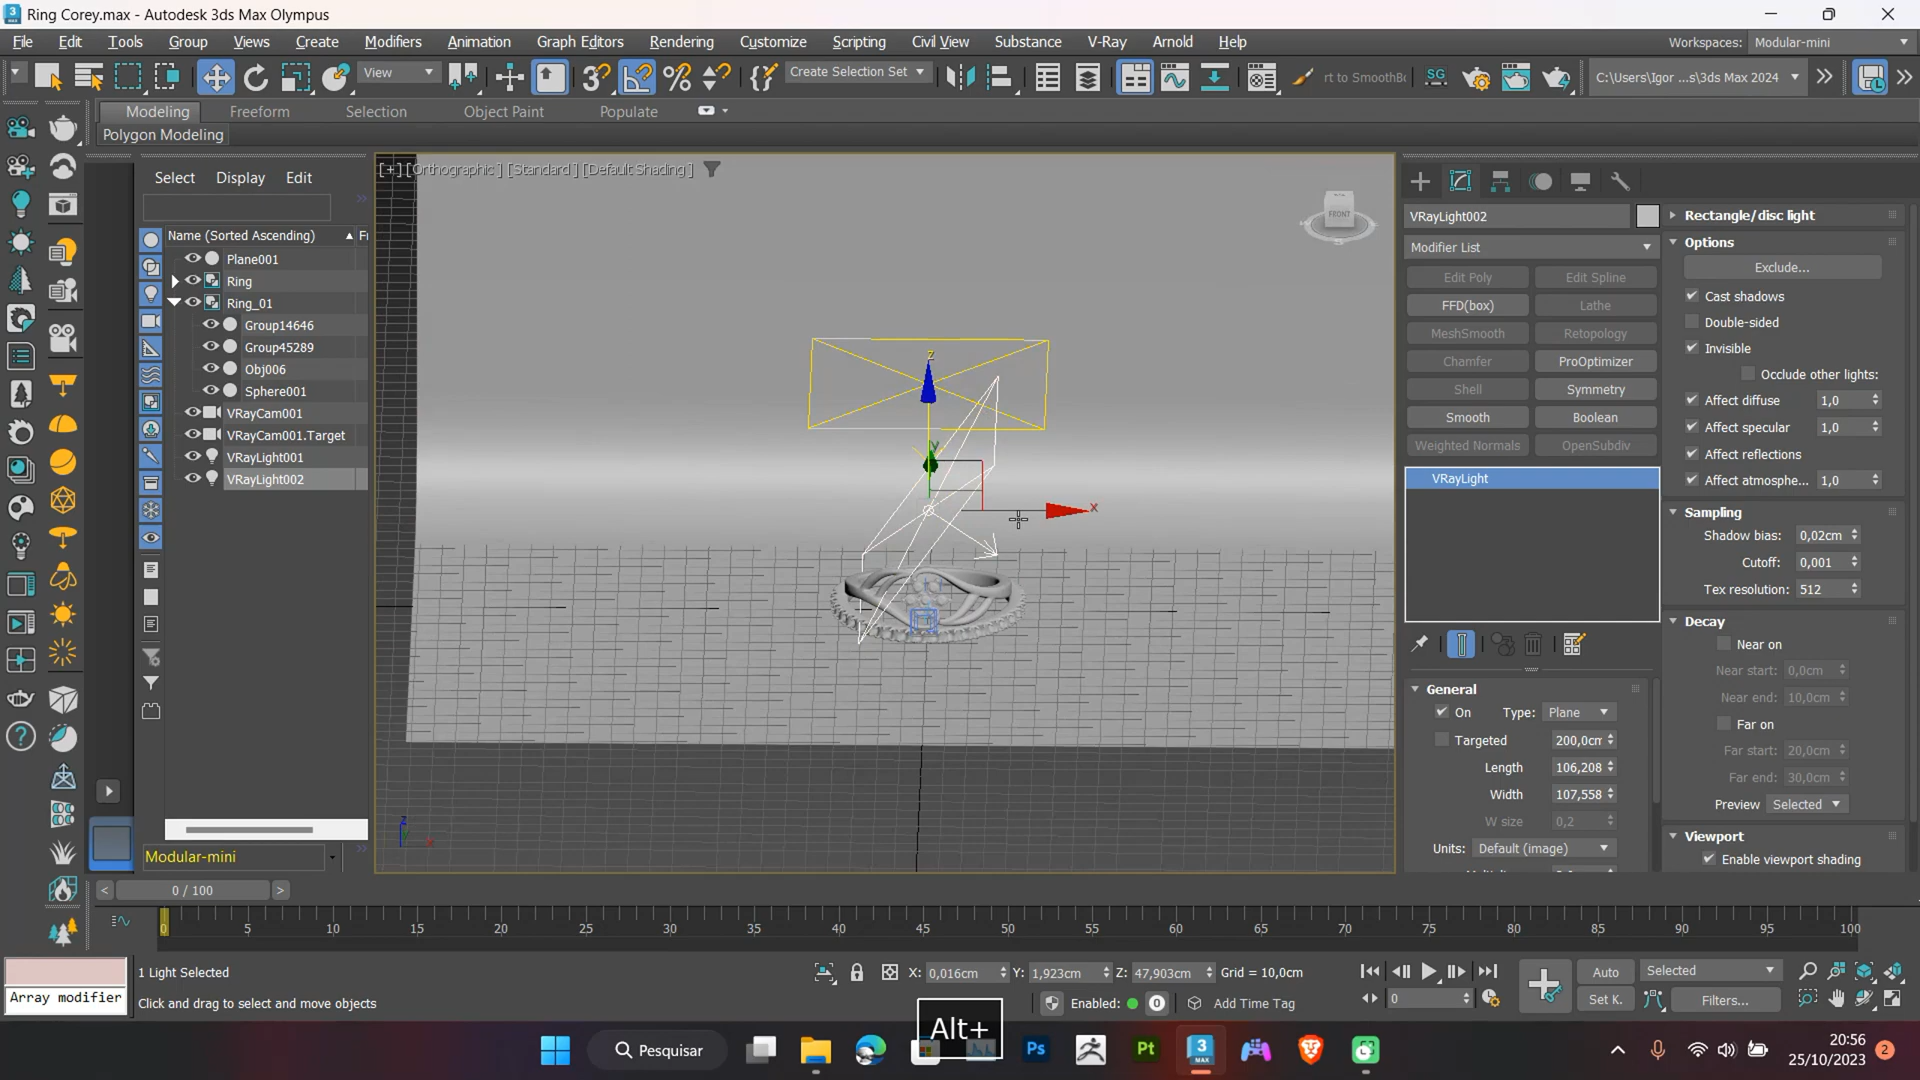 Ring Corey.max - Autodesk 3ds Max Olympus
File Edit Tools Group Views Create Modifiers Animation Graph Editors Rendering Customize Scripting Civil View Substance V-Ray Arnold Help
Workspaces: Modular-mini
View
Create Selection Set
rt to SmoothBo
SG
C:\Users\Igor ...s\3ds Max 2024
Modeling Freeform Selection Object Paint Populate
Polygon Modeling
Select Display Edit
Name (Sorted Ascending)
Plane001
Ring
Ring_01
Group14646
Group45289
Obj006
Sphere001
VRayCam001
VRayCam001.Target
VRayLight001
VRayLight002
Modular-mini
[+] [Orthographic ] [Standard ] [Default Shading ]
FRONT
z
y
x
z
x
VRayLight002
Modifier List
Edit Poly Edit Spline
FFD(box) Lathe
MeshSmooth Retopology
Chamfer ProOptimizer
Shell Symmetry
Smooth Boolean
Weighted Normals OpenSubdiv
VRayLight
General
On Type: Plane
Targeted 200,0cm
Length 106,208
Width 107,558
W size 0,2
Units: Default (image)
Rectangle/disc light
Options
Exclude...
Cast shadows
Double-sided
Invisible
Occlude other lights:
Affect diffuse 1,0
Affect specular 1,0
Affect reflections
Affect atmosphe... 1,0
Sampling
Shadow bias: 0,02cm
Cutoff: 0,001
Tex resolution: 512
Decay
Near on
Near start: 0,0cm
Near end: 10,0cm
Far on
Far start: 20,0cm
Far end: 30,0cm
Preview Selected
Viewport
Enable viewport shading
< 0 / 100 >
0 5 10 15 20 25 30 35 40 45 50 55 60 65 70 75 80 85 90 95 100
Array modifier
1 Light Selected
Click and drag to select and move objects
X: 0,016cm Y: 1,923cm Z: 47,903cm Grid = 10,0cm
Enabled: 0 Add Time Tag
0
Auto Selected
Set K. Filters...
Alt+
Pesquisar
Ps
Pt
3
MAX
20:56
25/10/2023
2